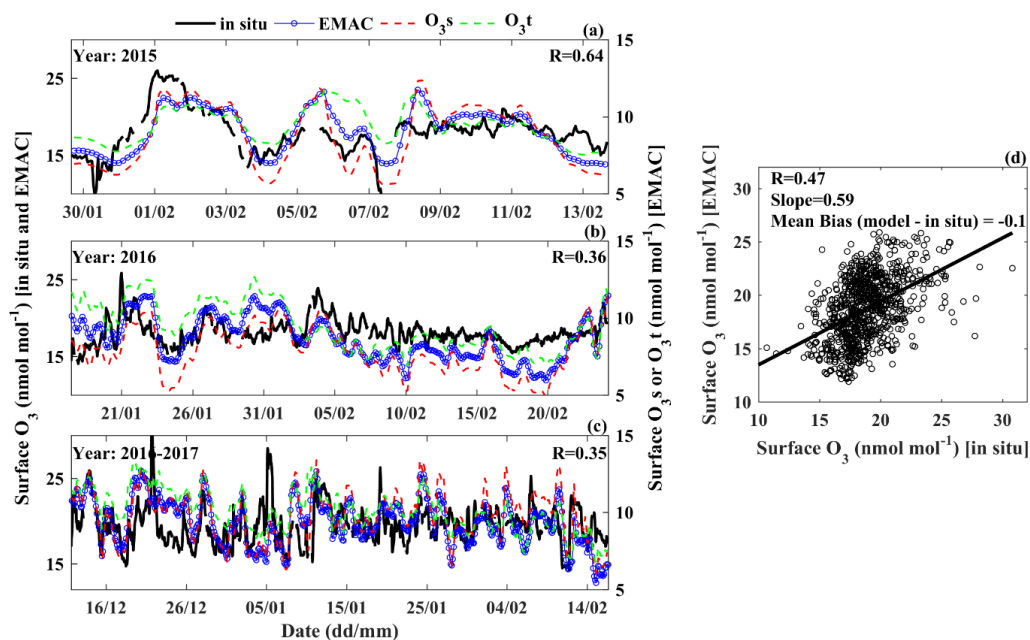 in situ EMAC O3s O3t
(a)
Year: 2015
R=0.64
25
15
15
10
5
30/01 01/02 03/02 05/02 07/02 09/02 11/02 13/02
(b)
Year: 2016
R=0.36
25
15
15
10
5
21/01 26/01 31/01 05/02 10/02 15/02 20/02
(c)
Year: 2016-2017
R=0.35
25
15
15
10
5
16/12 26/12 05/01 15/01 25/01 04/02 14/02
Date (dd/mm)
Surface O3 (nmol mol-1) [in situ and EMAC]
Surface O3s or O3t (nmol mol-1) [EMAC]
(d)
R=0.47
Slope=0.59
Mean Bias (model - in situ) = -0.1
30
25
20
15
10
10 15 20 25 30
Surface O3 (nmol mol-1) [in situ]
Surface O3 (nmol mol-1) [EMAC]